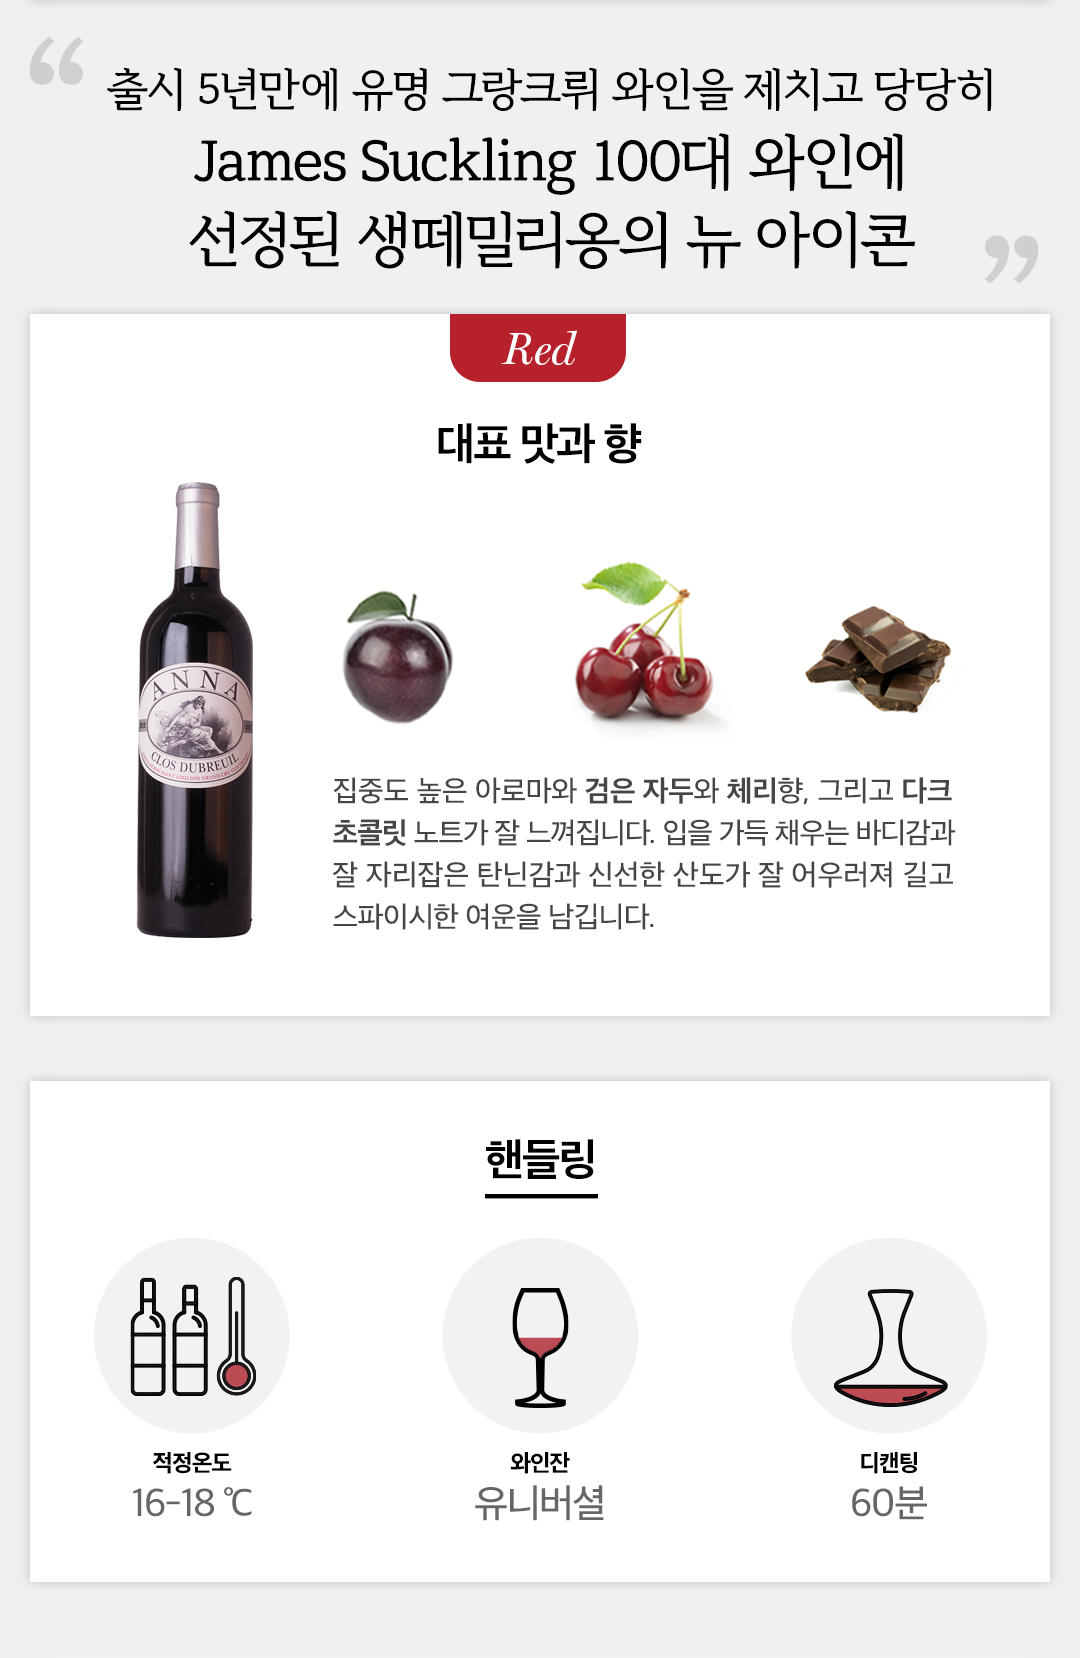 “
출시 5년만에 유명 그랑크뤼 와인을 제치고 당당히
James Suckling 100대 와인에
선정된 생떼밀리옹의 뉴 아이콘
”
Red
대표 맛과 향
ANNA
CLOS DUBREUIL
집중도 높은 아로마와 검은 자두와 체리향, 그리고 다크
초콜릿 노트가 잘 느껴집니다. 입을 가득 채우는 바디감과
잘 자리잡은 탄닌감과 신선한 산도가 잘 어우러져 길고
스파이시한 여운을 남깁니다.
핸들링
적정온도
16-18 ℃
와인잔
유니버셜
디캔팅
60분